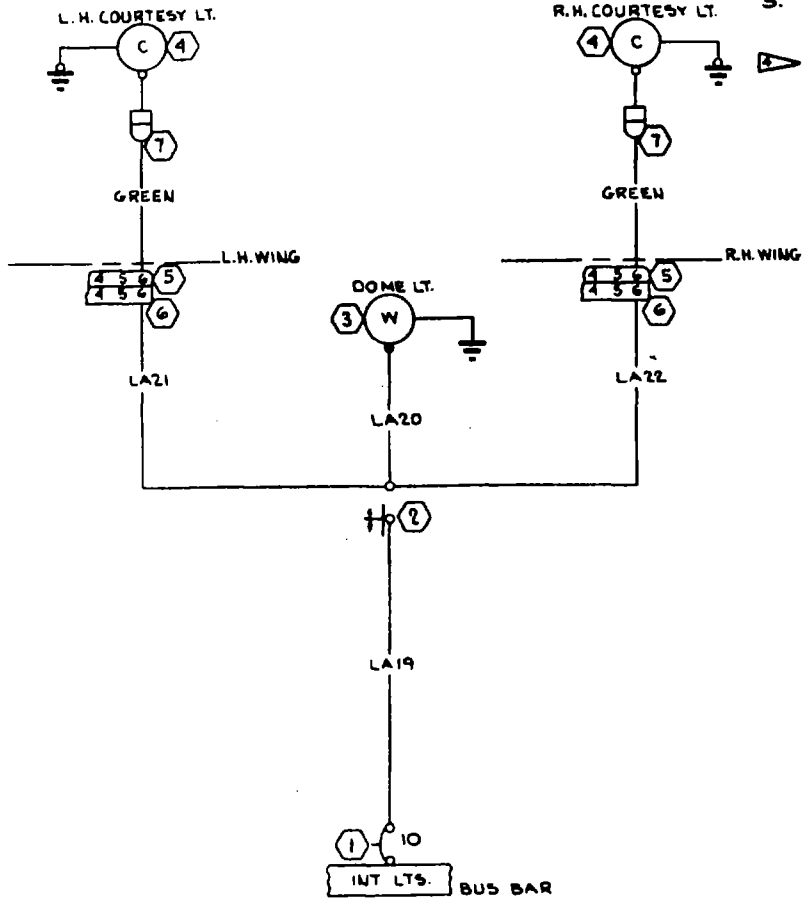 L.H. COURTESY LT.
R.H. COURTESY LT.
C
4
4
C
4
7
7
GREEN
GREEN
L.H. WING
R.H. WING
4 5 6
5
4 5 6
5
4 5 6
6
4 5 6
6
DOME LT.
3
W
LA21
LA22
LA20
2
LA19
1
10
INT LTS.
BUS BAR